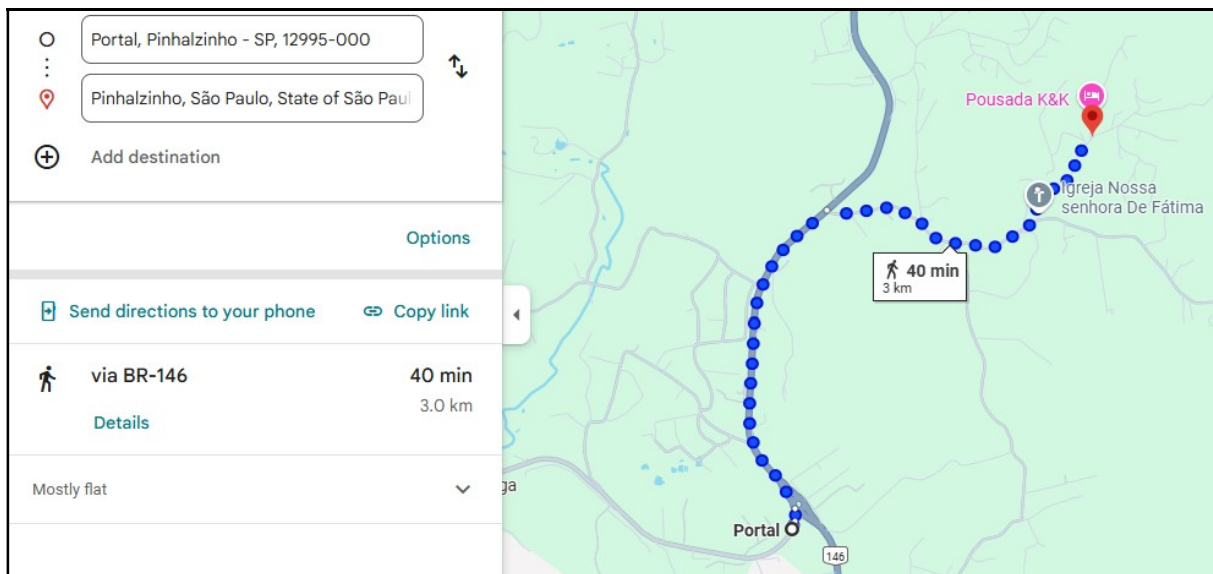 Portal, Pinhalzinho - SP, 12995-000
Pinhalzinho, São Paulo, State of São Paul
Add destination
Options
Send directions to your phone
Copy link
via BR-146
40 min
3.0 km
Details
Mostly flat
Pousada K&K
Igreja Nossa
senhora De Fátima
40 min
3 km
ga
Portal
146